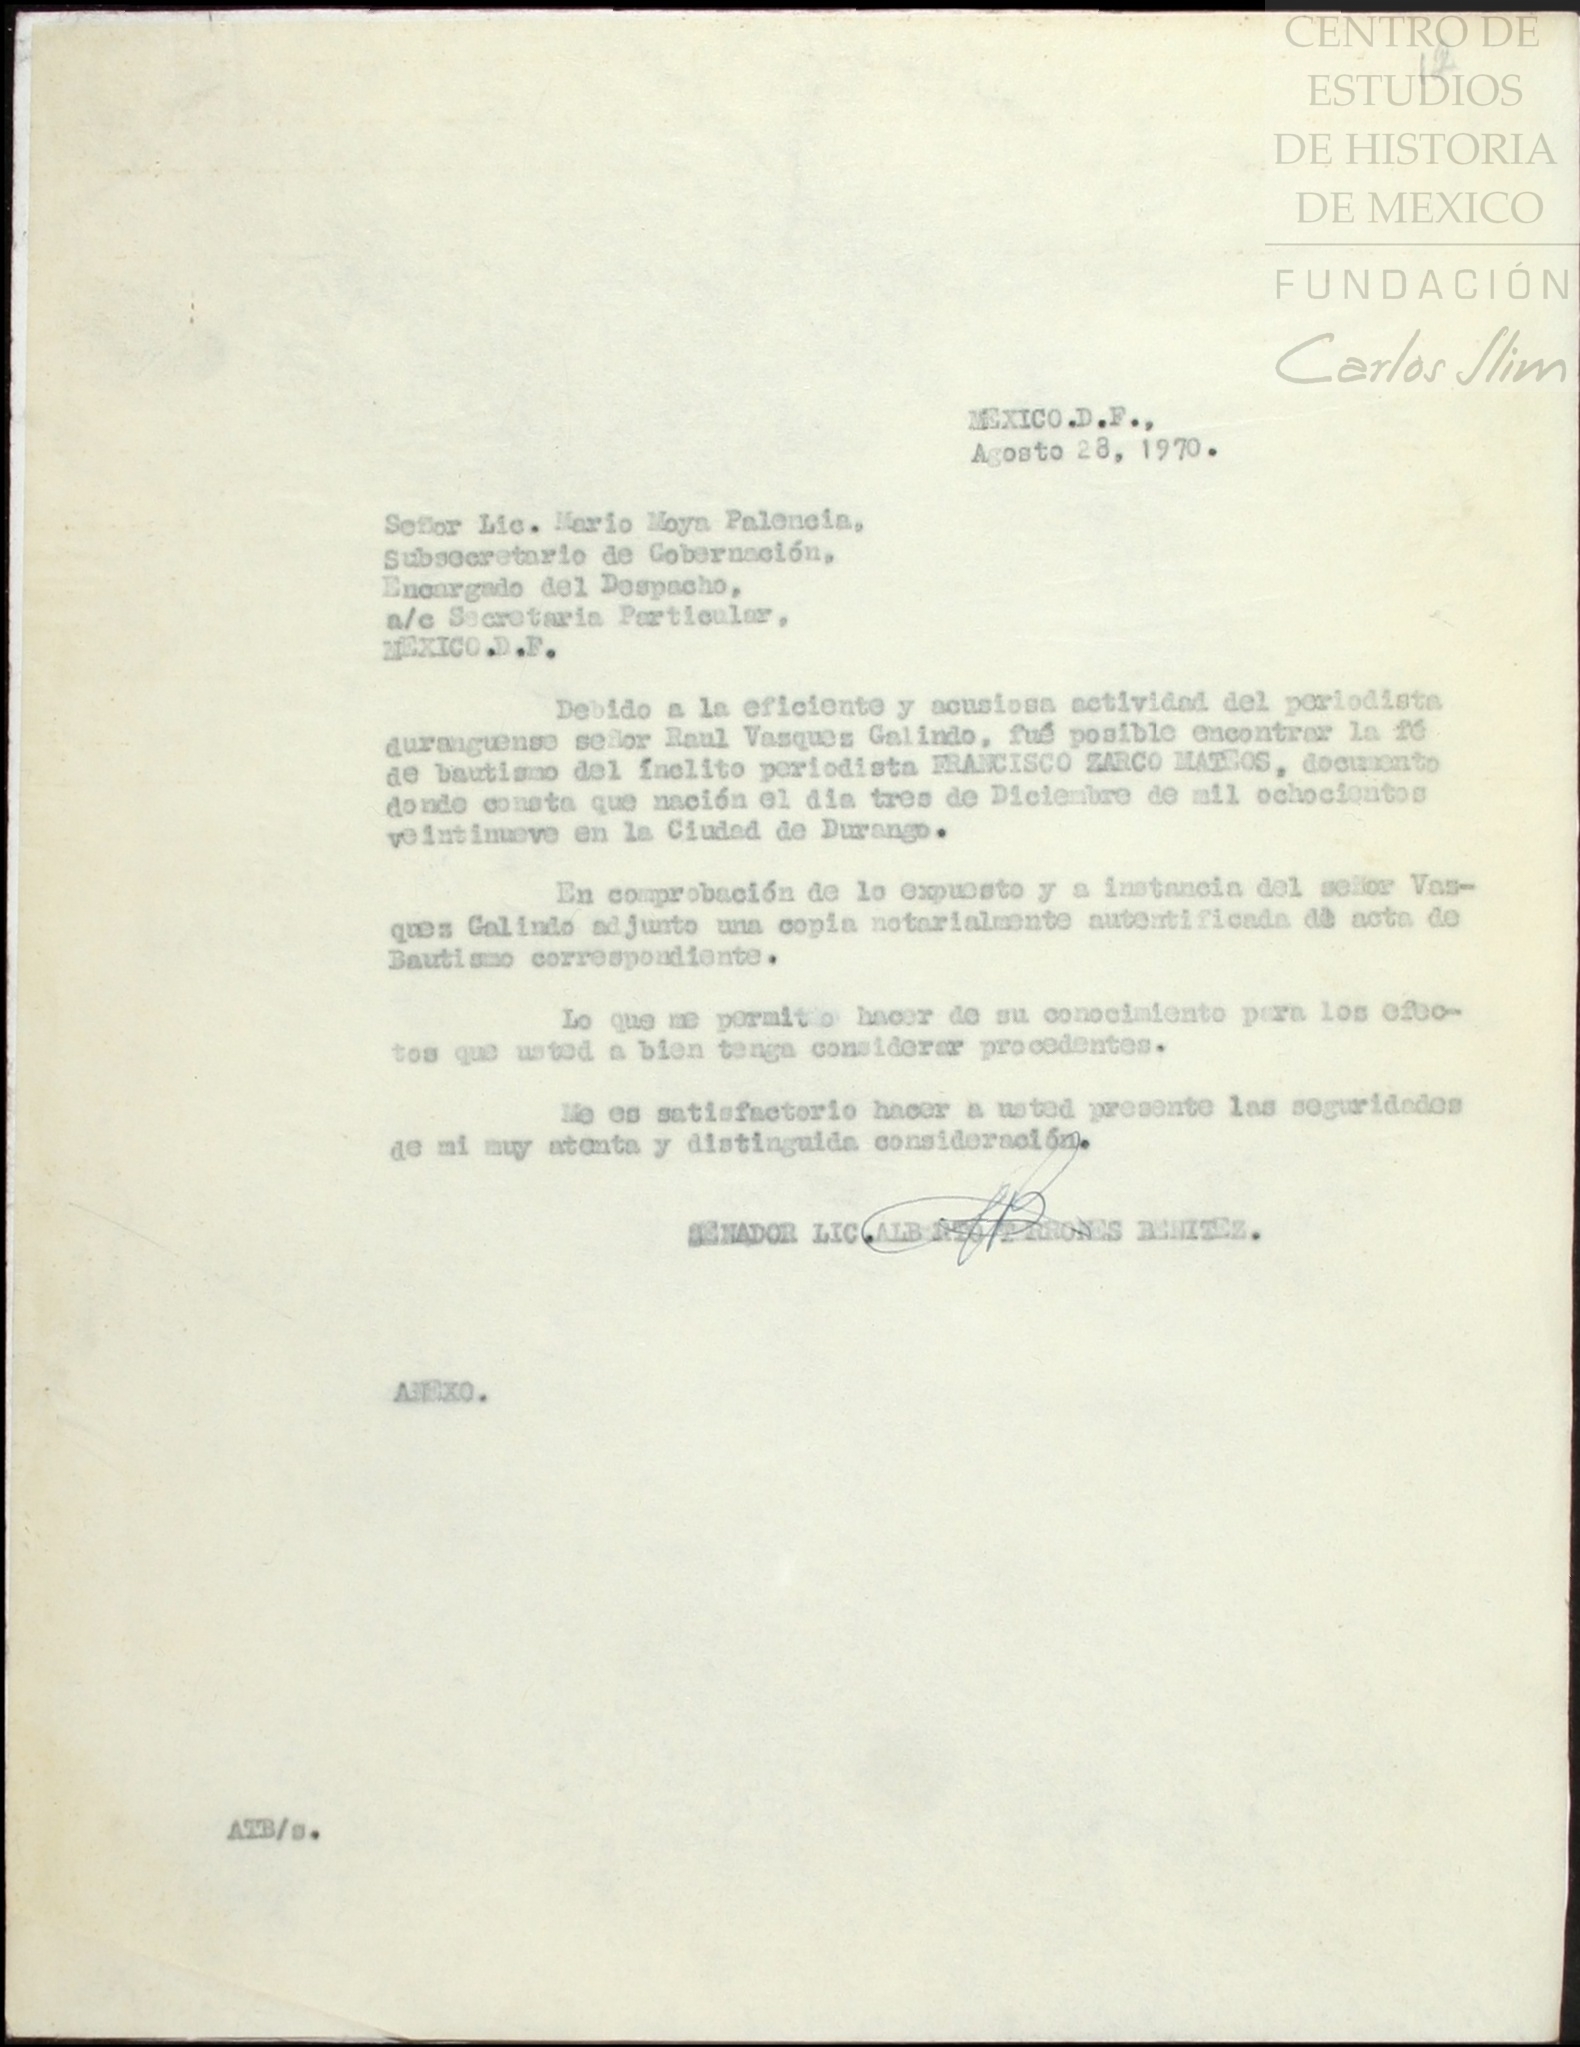 CENTRO DE
ESTUDIOS
DE HISTORIA
DE MEXICO
FUNDACIÓN
Carlos Slim
12
MEXICO.D.F.,
Agosto 28, 1970.
Señor Lic. Mario Moya Palencia,
Subsecretario de Gobernación,
Encargado del Despacho,
a/c Secretaria Particular,
MEXICO.D.F.
Debido a la eficiente y acusiosa actividad del periodista
duranguense señor Raul Vasquez Galindo, fué posible encontrar la fé
de bautismo del ínclito periodista FRANCISCO ZARCO MATEOS, documento
donde consta que nación el dia tres de Diciembre de mil ochocientos
veintinueve en la Ciudad de Durango.
En comprobación de lo expuesto y a instancia del señor Vas-
quez Galindo adjunto una copia notarialmente autentificada de acta de
Bautismo correspondiente.
Lo que me permito hacer de su conocimiento para los efec-
tos que usted a bien tenga considerar procedentes.
Me es satisfactorio hacer a usted presente las seguridades
de mi muy atenta y distinguida consideración.
SENADOR LIC.ALBERTO TERRONES BENITEZ.
ANEXO.
ATB/s.